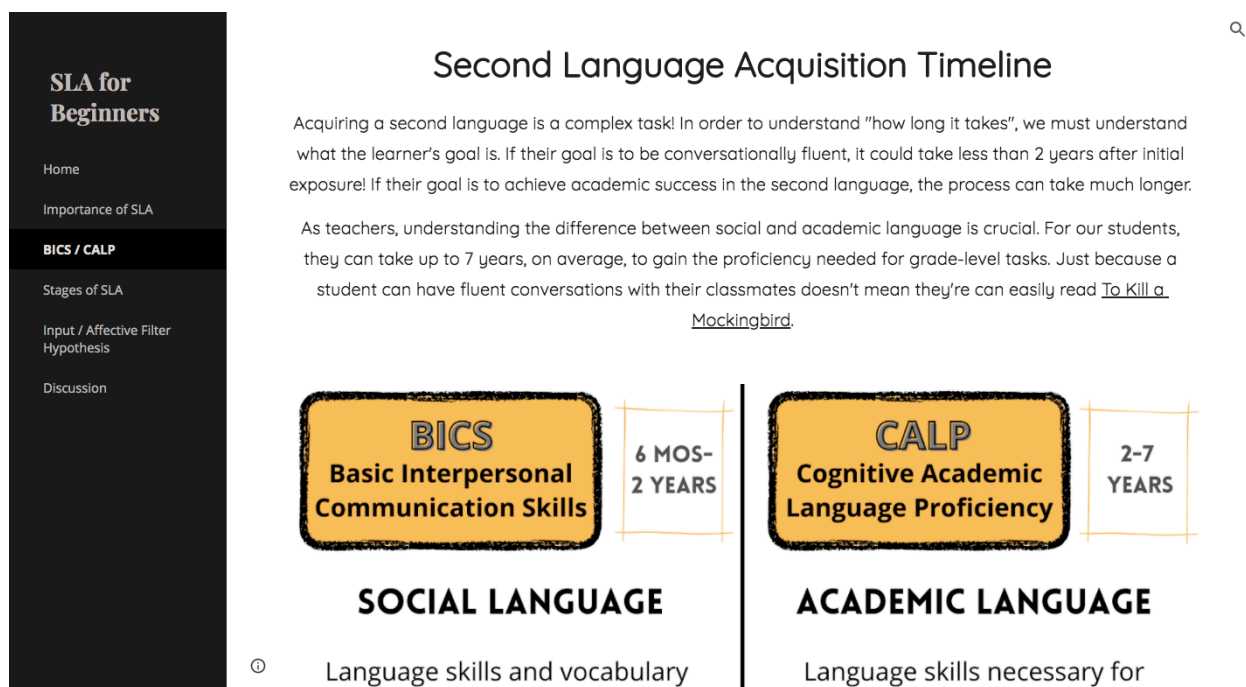 SLA for
Beginners
Home
Importance of SLA
BICS / CALP
Stages of SLA
Input / Affective Filter
Hypothesis
Discussion
Second Language Acquisition Timeline
Acquiring a second language is a complex task! In order to understand "how long it takes", we must understand
what the learner's goal is. If their goal is to be conversationally fluent, it could take less than 2 years after initial
exposure! If their goal is to achieve academic success in the second language, the process can take much longer.
As teachers, understanding the difference between social and academic language is crucial. For our students,
they can take up to 7 years, on average, to gain the proficiency needed for grade-level tasks. Just because a
student can have fluent conversations with their classmates doesn't mean they're can easily read To Kill a
Mockingbird.
BICS
Basic Interpersonal
Communication Skills
6 MOS-
2 YEARS
SOCIAL LANGUAGE
Language skills and vocabulary
CALP
Cognitive Academic
Language Proficiency
2-7
YEARS
ACADEMIC LANGUAGE
Language skills necessary for